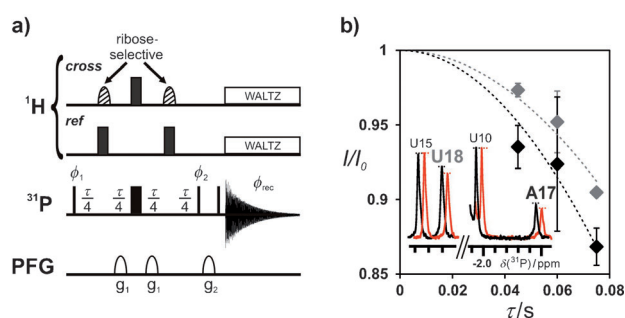 a)
ribose-
selective
cross
¹H
WALTZ
ref
WALTZ
ϕ₁
ϕ₂
ϕrec
³¹P
τ/4
τ/4
τ/4
τ/4
PFG
g₁
g₁
g₂
b)
1
0.95
0.9
0.85
I/I₀
U15
U18
U10
A17
-2.0
δ(³¹P)/ppm
0
0.02
0.04
0.06
0.08
τ/s